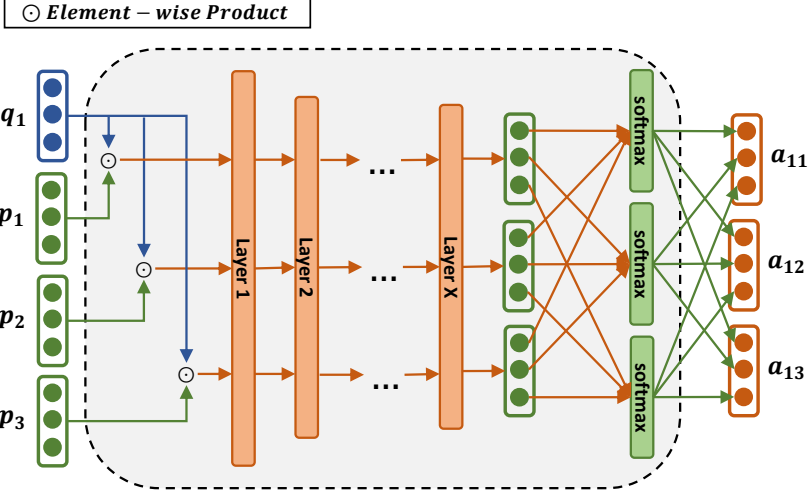 ⊙ Element − wise Product
q₁
p₁
p₂
p₃
⊙
⊙
⊙
Layer 1
Layer 2
...
...
...
Layer X
softmax
softmax
softmax
a₁₁
a₁₂
a₁₃